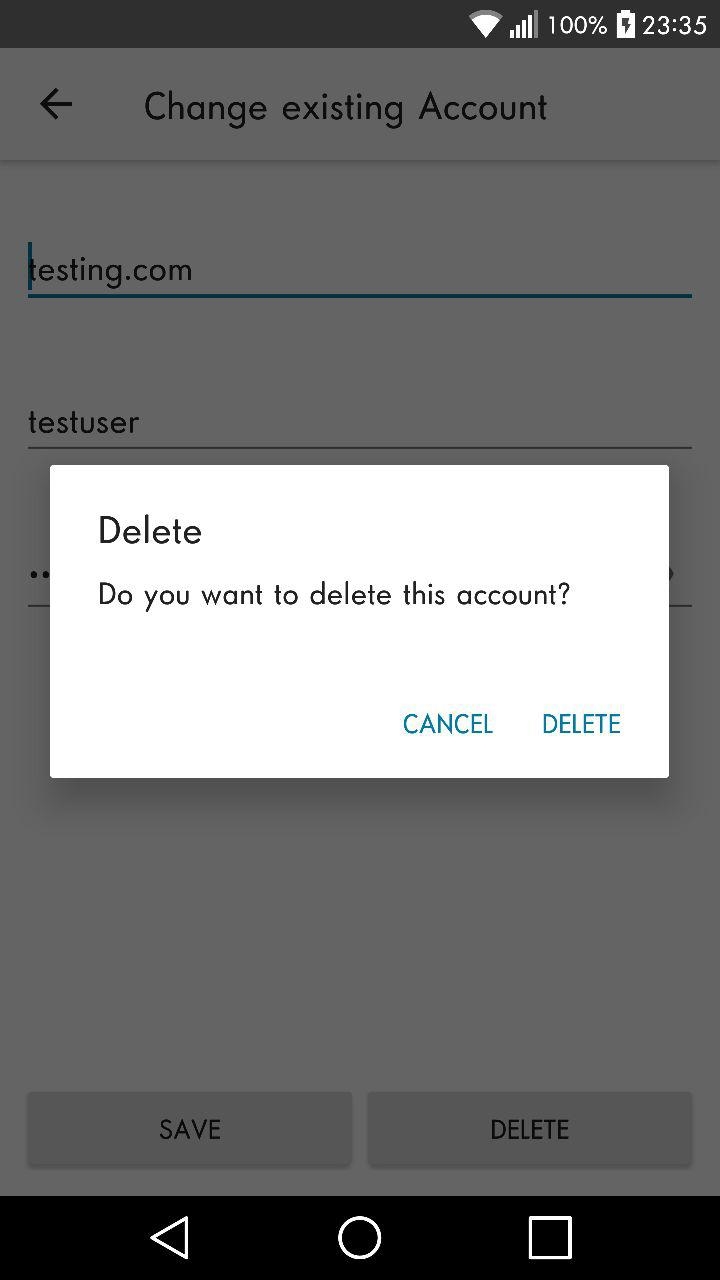 100% 23:35
Change existing Account
testing.com
testuser
Delete
Do you want to delete this account?
CANCEL DELETE
SAVE DELETE